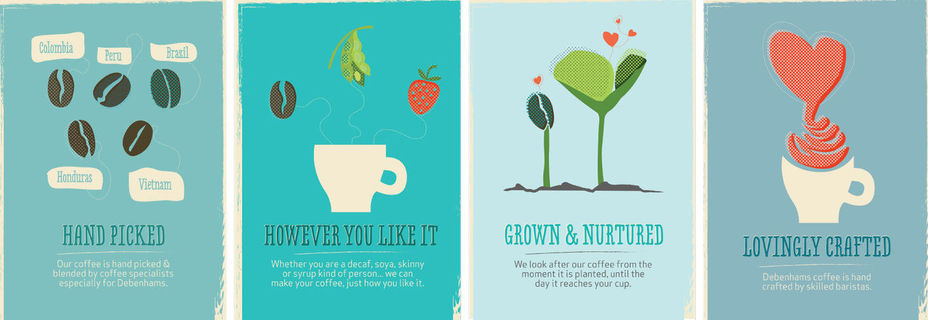 Colombia
Peru
Brazil
Honduras
Vietnam
HAND PICKED
Our coffee is hand picked &
blended by coffee specialists
especially for Debenhams.
HOWEVER YOU LIKE IT
Whether you are a decaf, soya, skinny
or syrup kind of person... we can
make your coffee, just how you like it.
GROWN & NURTURED
We look after our coffee from the
moment it is planted, until the
day it reaches your cup.
LOVINGLY CRAFTED
Debenhams coffee is hand
crafted by skilled baristas.